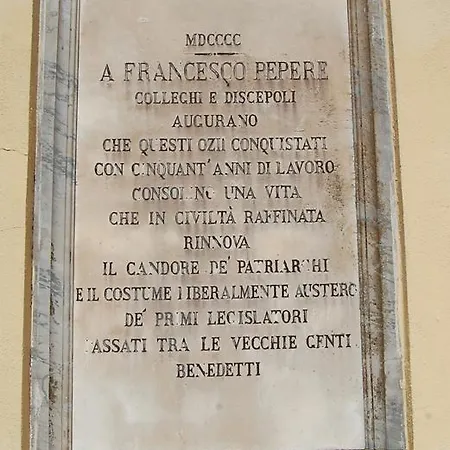 MDCCCC
A FRANCESCO PEPERE
COLLEGHI E DISCEPOLI
AUGURANO
CHE QUESTI OZII CONQUISTATI
CON CINQUANT'ANNI DI LAVORO
CONSOLINO UNA VITA
CHE IN CIVILTÀ RAFFINATA
RINNOVA
IL CANDORE DE' PATRIARCHI
E IL COSTUME LIBERALMENTE AUSTERO
DE' PRIMI LEGISLATORI
PASSATI TRA LE VECCHIE GENTI
BENEDETTI